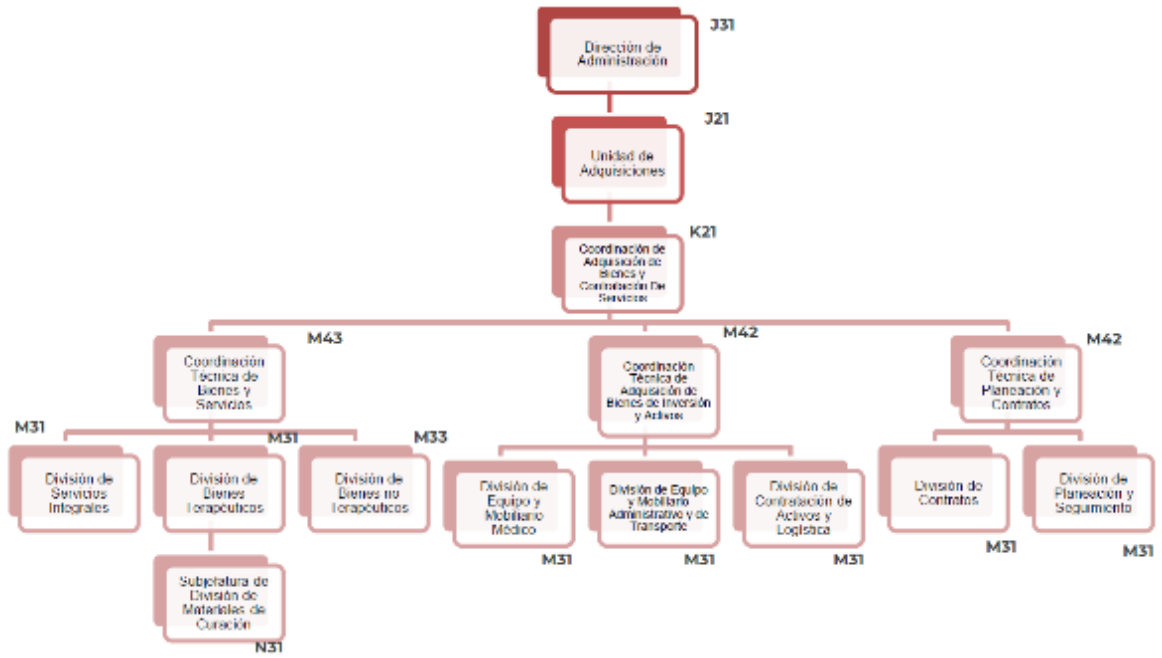 J31
Dirección de
Administración
J21
Unidad de
Adquisiciones
K21
Coordinación de
Adquisición de
Bienes y
Contratación De
Servicios
M43
Coordinación
Técnica de
Bienes y
Servicios
M42
Coordinación
Técnica de
Adquisición de
Bienes de Inversión
y Activos
M42
Coordinación
Técnica de
Planeación y
Contratos
M31
División de
Servicios
Integrales
M31
División de
Bienes
Terapéuticos
M33
División de
Bienes no
Terapéuticos
División de
Equipo y
Mobiliario
Médico
M31
División de Equipo
y Mobiliario
Administrativo y de
Transporte
M31
División de
Contratación de
Activos y
Logística
M31
División de
Contratos
M31
División de
Planeación y
Seguimiento
M31
Subjefatura de
División de
Materiales de
Curación
N31